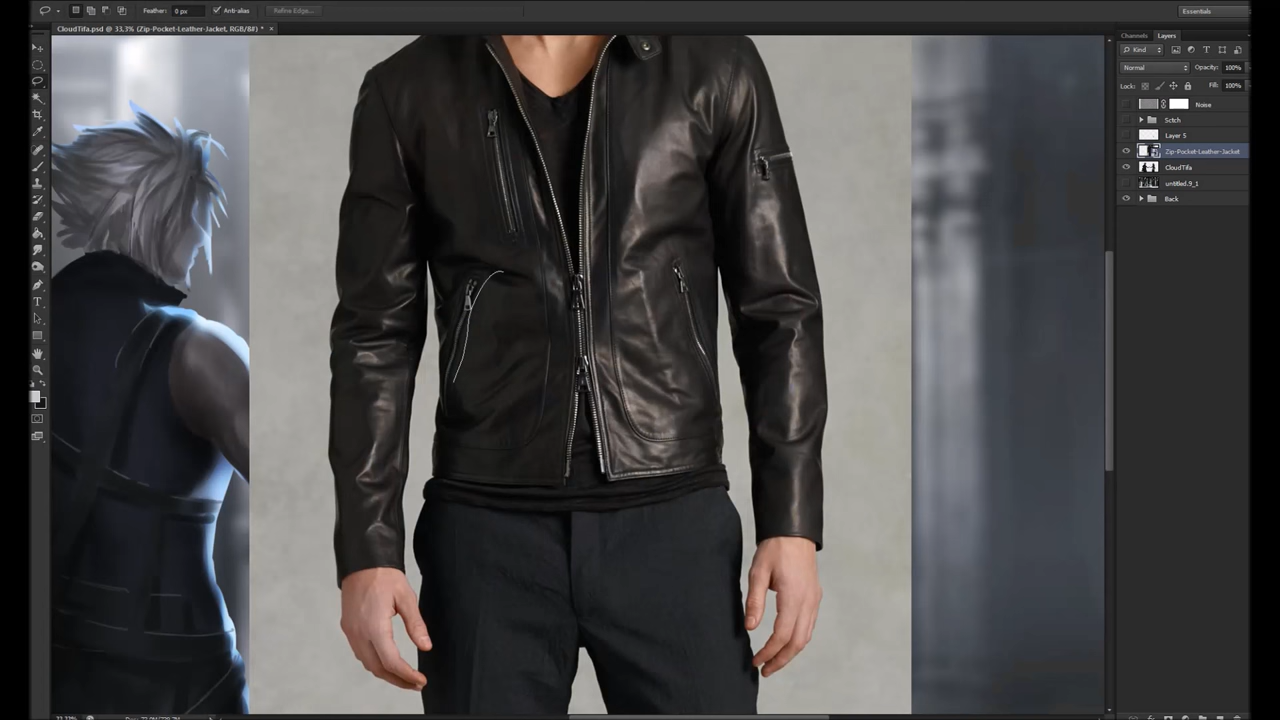 Feather: 0 px Anti-alias Refine Edge... Essentials
CloudTifa.psd @ 33,3% (Zip-Pocket-Leather-Jacket, RGB/8#) * ×
Channels Layers
Kind
Normal Opacity: 100%
Lock: Fill: 100%
Noise
Sctch
Layer 5
Zip-Pocket-Leather-Jacket
CloudTifa
untitled.9_1
Back